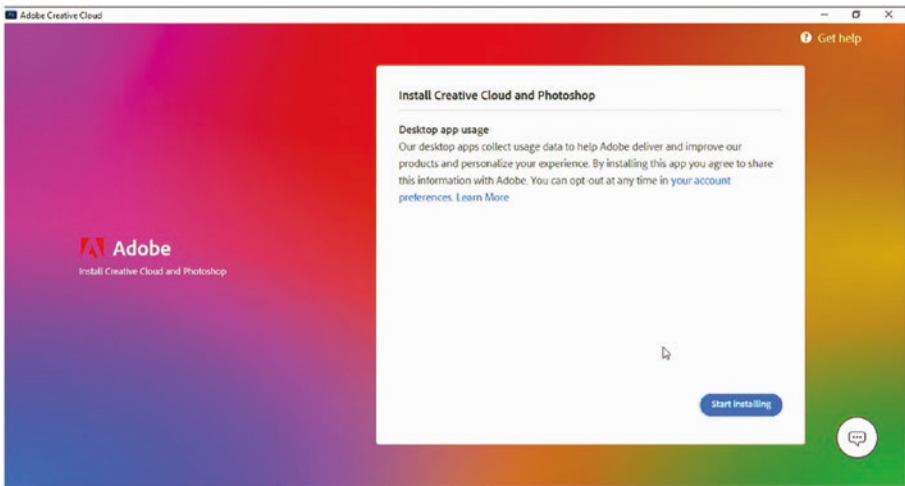 Adobe Creative Cloud
Get help
Install Creative Cloud and Photoshop
Desktop app usage
Our desktop apps collect usage data to help Adobe deliver and improve our
products and personalize your experience. By installing this app you agree to share
this information with Adobe. You can opt-out at any time in your account
preferences. Learn More
Adobe
Install Creative Cloud and Photoshop
Start installing